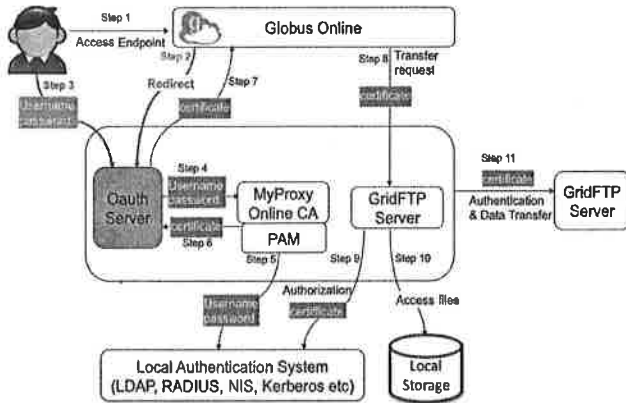 Step 1
Access Endpoint
Globus Online
Step 2
Redirect
Step 7
certificate
Step 8
Transfer
request
certificate
Step 3
Username
password
Oauth
Server
Step 4
Username
password
MyProxy
Online CA
PAM
certificate
Step 6
Step 5
GridFTP
Server
Step 11
certificate
Authentication
& Data Transfer
GridFTP
Server
Step 9
Step 10
Username
password
Authorization
certificate
Access files
Local Authentication System
(LDAP, RADIUS, NIS, Kerberos etc)
Local
Storage